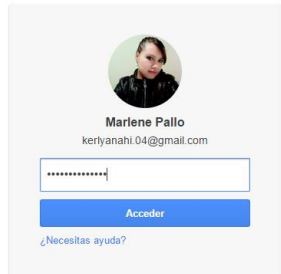 Marlene Pallo
kerlyanahi.04@gmail.com
••••••••••••••
Acceder
¿Necesitas ayuda?